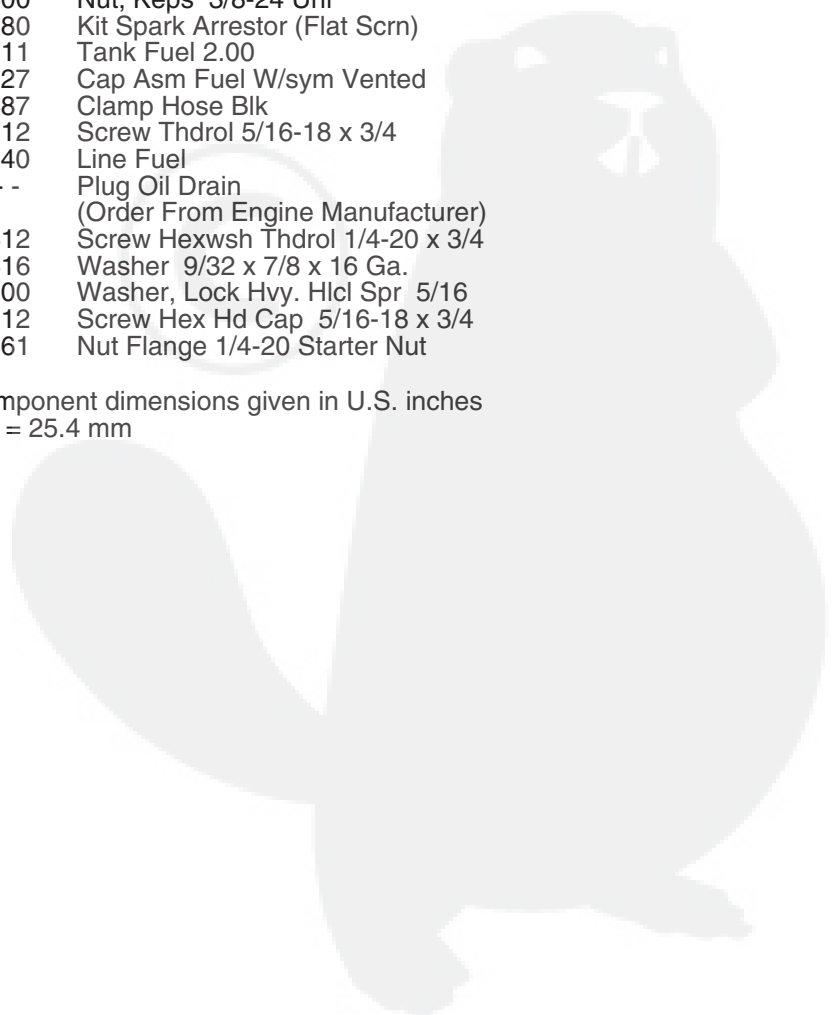 00 Nut, Keps 3/8-24 Unf
80 Kit Spark Arrestor (Flat Scrn)
11 Tank Fuel 2.00
27 Cap Asm Fuel W/sym Vented
87 Clamp Hose Blk
12 Screw Thdrol 5/16-18 x 3/4
40 Line Fuel
- - Plug Oil Drain
(Order From Engine Manufacturer)
12 Screw Hexwsh Thdrol 1/4-20 x 3/4
16 Washer 9/32 x 7/8 x 16 Ga.
00 Washer, Lock Hvy. Hlcl Spr 5/16
12 Screw Hex Hd Cap 5/16-18 x 3/4
61 Nut Flange 1/4-20 Starter Nut
mponent dimensions given in U.S. inches
= 25.4 mm
©